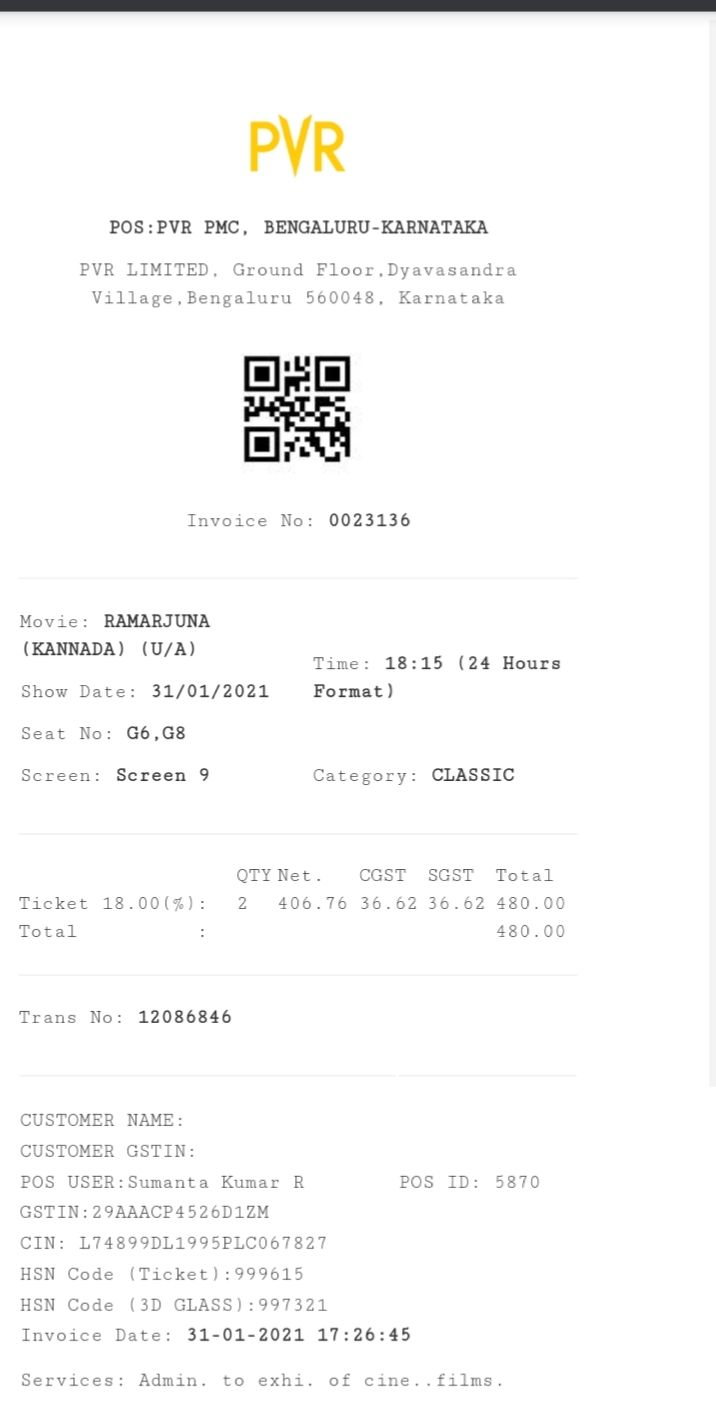 PVR
POS:PVR PMC, BENGALURU-KARNATAKA
PVR LIMITED, Ground Floor,Dyavasandra
Village,Bengaluru 560048, Karnataka
Invoice No: 0023136
Movie: RAMARJUNA
(KANNADA) (U/A)
Time: 18:15 (24 Hours
Format)
Show Date: 31/01/2021
Seat No: G6,G8
Screen: Screen 9 Category: CLASSIC
QTY Net. CGST SGST Total
Ticket 18.00(%): 2 406.76 36.62 36.62 480.00
Total : 480.00
Trans No: 12086846
CUSTOMER NAME:
CUSTOMER GSTIN:
POS USER:Sumanta Kumar R POS ID: 5870
GSTIN:29AAACP4526D1ZM
CIN: L74899DL1995PLC067827
HSN Code (Ticket):999615
HSN Code (3D GLASS):997321
Invoice Date: 31-01-2021 17:26:45
Services: Admin. to exhi. of cine..films.